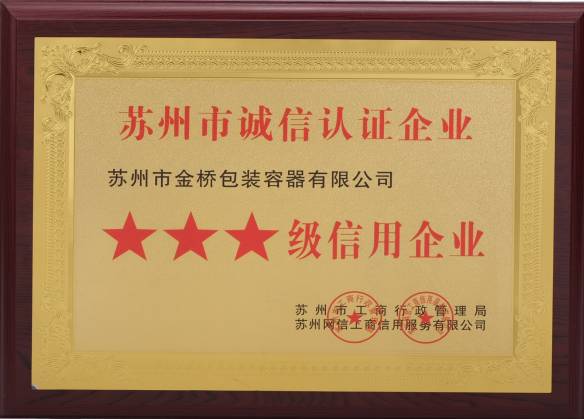 苏州市诚信认证企业
苏州市金桥包装容器有限公司
★★★级信用企业
苏州市工商行政管理局
苏州网信工商信用服务有限公司